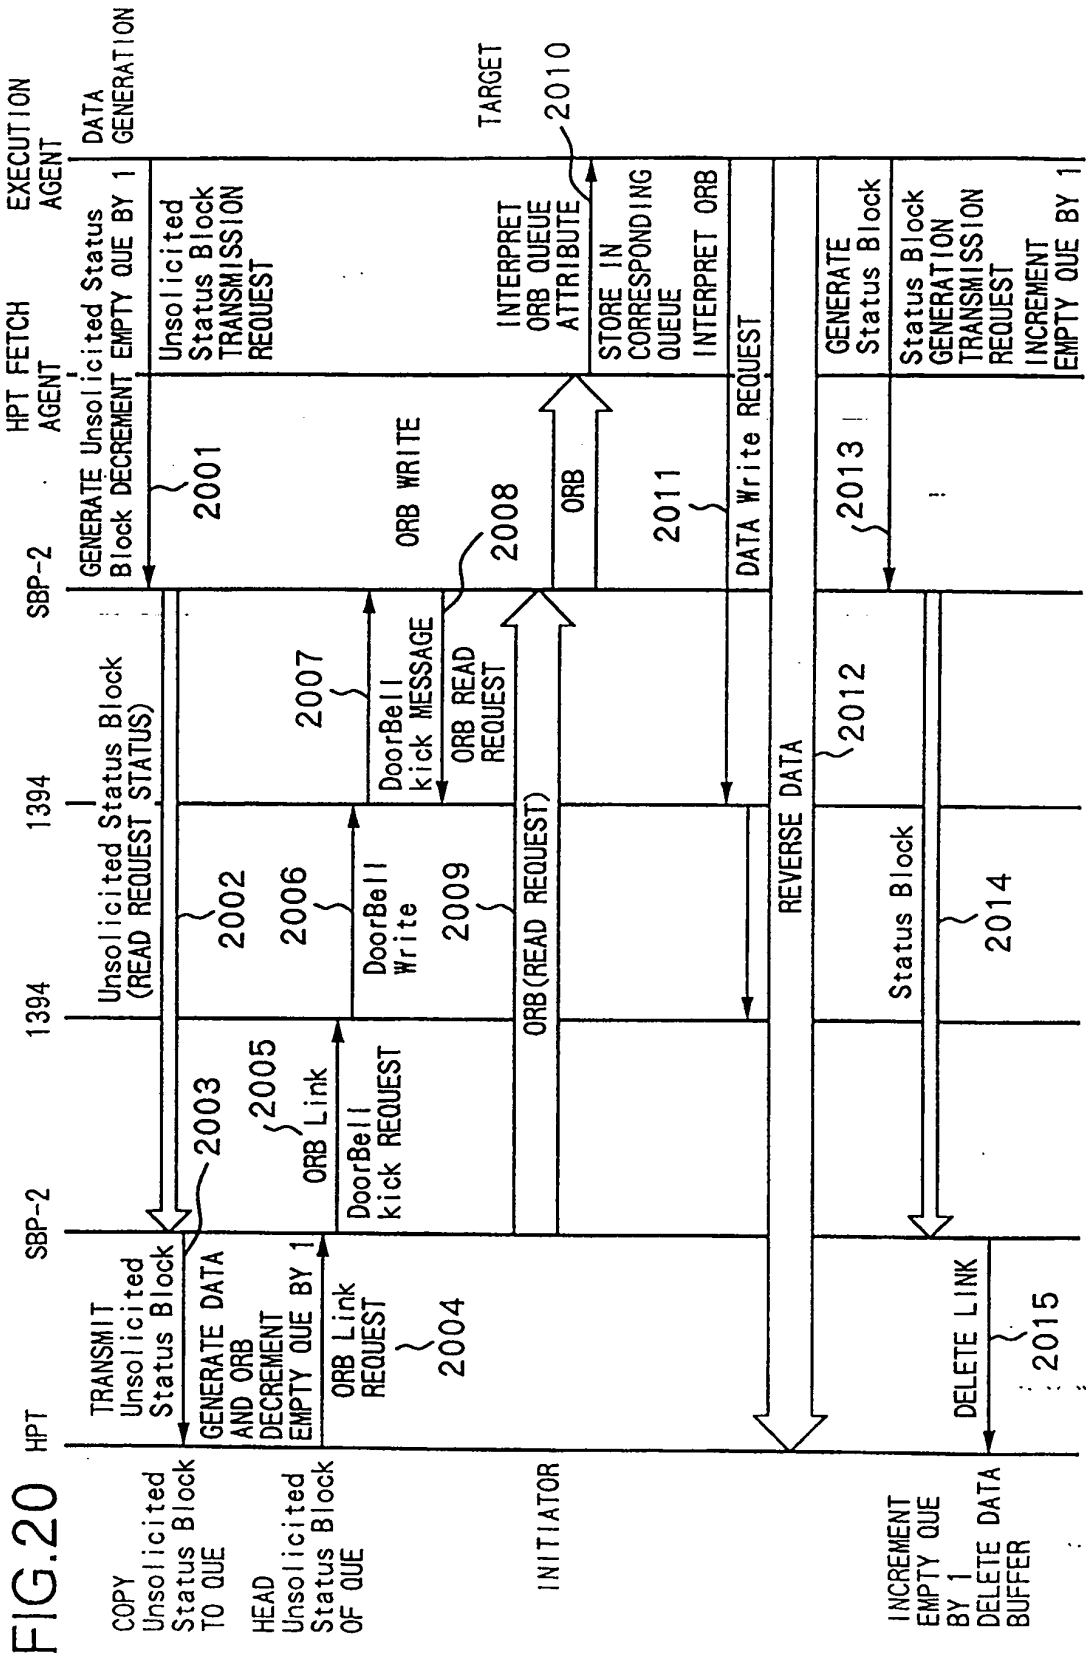 FIG.20
HPT
SBP-2
1394
1394
SBP-2
HPT FETCH
AGENT
EXECUTION
AGENT
COPY
Unsolicited
Status Block
TO QUE
TRANSMIT
Unsolicited
Status Block
2003
Unsolicited Status Block
(READ REQUEST STATUS)
2002
GENERATE Unsolicited Status
Block DECREMENT EMPTY QUE BY 1
2001
Unsolicited
Status Block
TRANSMISSION
REQUEST
DATA
GENERATION
HEAD
Unsolicited
Status Block
OF QUE
GENERATE DATA
AND ORB
DECREMENT
EMPTY QUE BY 1
ORB Link
REQUEST
2004
2005
ORB Link
DoorBell
kick REQUEST
2006
DoorBell
Write
2007
DoorBell
kick MESSAGE
ORB READ
REQUEST
ORB WRITE
2008
2009
ORB(READ REQUEST)
ORB
INITIATOR
TARGET
INTERPRET
ORB QUEUE
ATTRIBUTE
2010
STORE IN
CORRESPONDING
QUEUE
INTERPRET ORB
2011
DATA Write REQUEST
REVERSE DATA
2012
GENERATE
Status Block
2013
Status Block
GENERATION
TRANSMISSION
REQUEST
INCREMENT
EMPTY QUE BY 1
Status Block
2014
DELETE LINK
2015
INCREMENT
EMPTY QUE
BY 1
DELETE DATA
BUFFER